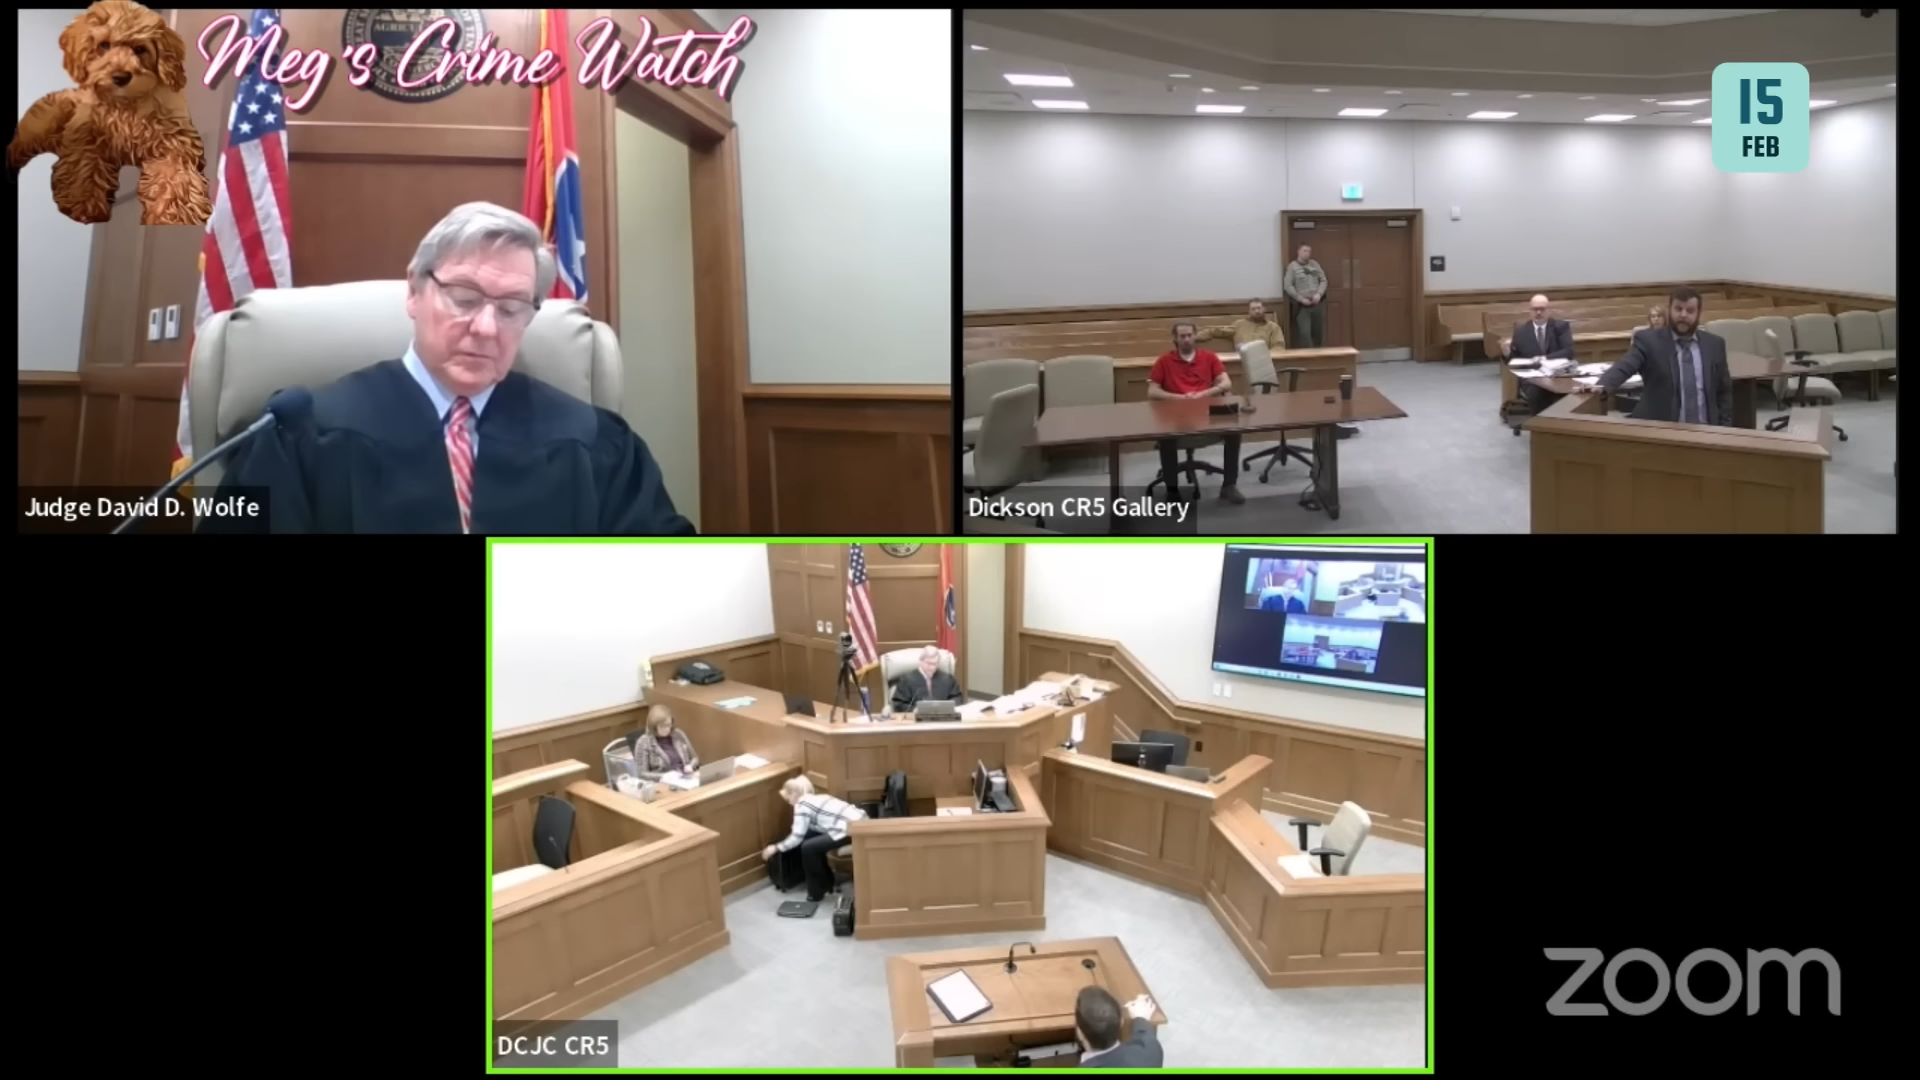 Meg's Crime Watch
15
FEB
Judge David D. Wolfe
Dickson CR5 Gallery
DCJC CR5
zoom